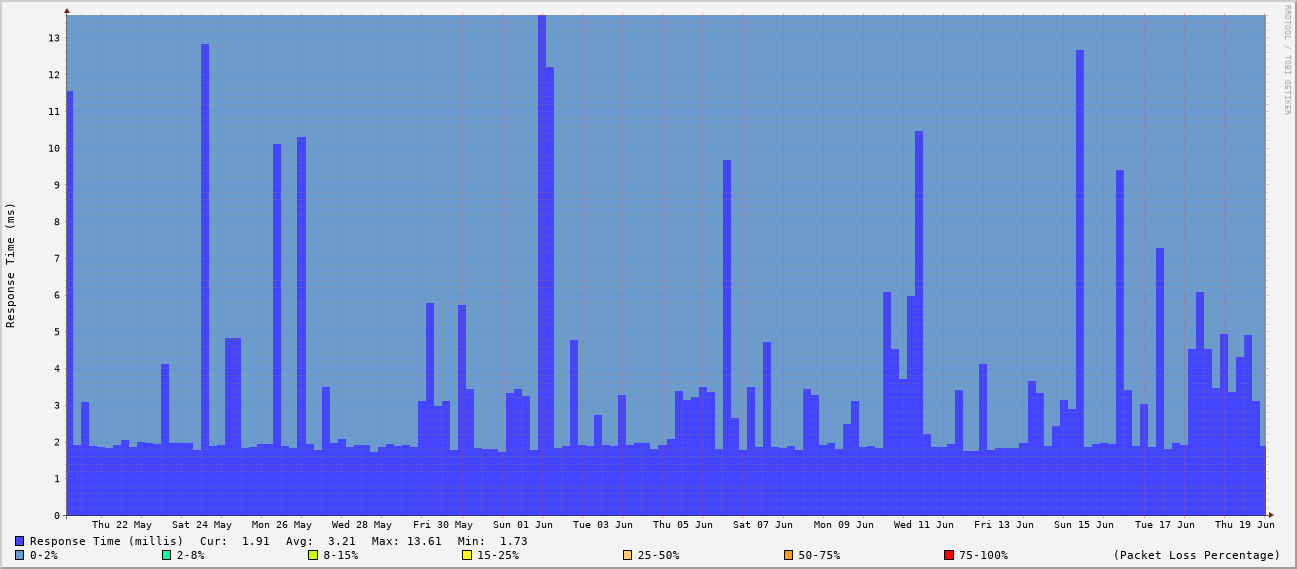 RRDTOOL / TOBI OETIKER
Response Time (ms)
13
12
11
10
9
8
7
6
5
4
3
2
1
0
Thu 22 May Sat 24 May Mon 26 May Wed 28 May Fri 30 May Sun 01 Jun Tue 03 Jun Thu 05 Jun Sat 07 Jun Mon 09 Jun Wed 11 Jun Fri 13 Jun Sun 15 Jun Tue 17 Jun Thu 19 Jun
Response Time (millis) Cur: 1.91 Avg: 3.21 Max: 13.61 Min: 1.73
0-2% 2-8% 8-15% 15-25% 25-50% 50-75% 75-100% (Packet Loss Percentage)